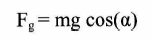 F_g = mg cos(α)